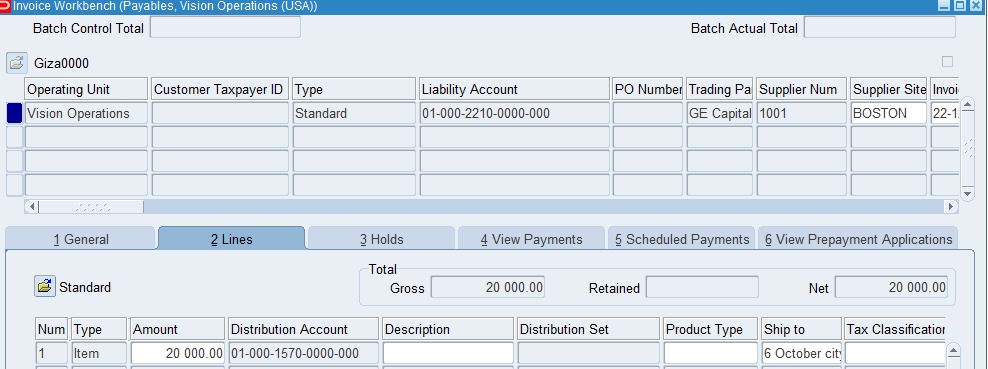 Invoice Workbench (Payables, Vision Operations (USA))
Batch Control Total Batch Actual Total
Giza0000
Operating Unit Customer Taxpayer ID Type Liability Account PO Number Trading Pa Supplier Num Supplier Site Invoi
Vision Operations Standard 01-000-2210-0000-000 GE Capital 1001 BOSTON 22-1
1 General 2 Lines 3 Holds 4 View Payments 5 Scheduled Payments 6 View Prepayment Applications
Total
Standard Gross 20 000.00 Retained Net 20 000.00
Num Type Amount Distribution Account Description Distribution Set Product Type Ship to Tax Classification
1 Item 20 000.00 01-000-1570-0000-000 6 October city